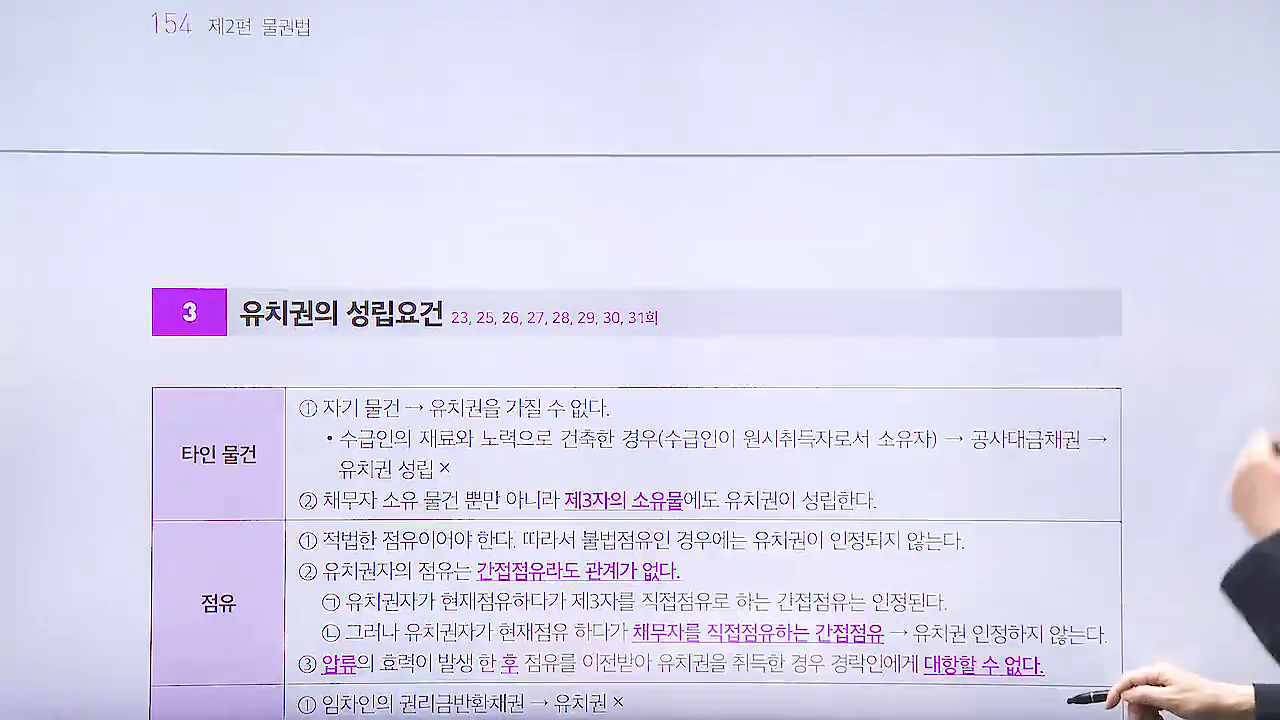 154 제2편 물권법
3 유치권의 성립요건 23, 25, 26, 27, 28, 29, 30, 31회
타인 물건
① 자기 물건 → 유치권을 가질 수 없다.
• 수급인의 재료와 노력으로 건축한 경우(수급인이 원시취득자로서 소유자) → 공사대금채권 →
유치권 성립×
② 채무자 소유 물건 뿐만 아니라 제3자의 소유물에도 유치권이 성립한다.
점유
① 적법한 점유이어야 한다. 따라서 불법점유인 경우에는 유치권이 인정되지 않는다.
② 유치권자의 점유는 간접점유라도 관계가 없다.
㉠ 유치권자가 현재점유하다가 제3자를 직접점유로 하는 간접점유는 인정된다.
㉡ 그러나 유치권자가 현재점유 하다가 채무자를 직접점유하는 간접점유 → 유치권 인정하지 않는다.
③ 압류의 효력이 발생 한 후 점유를 이전받아 유치권을 취득한 경우 경락인에게 대항할 수 없다.
① 임차인의 권리금반환채권 → 유치권 ×